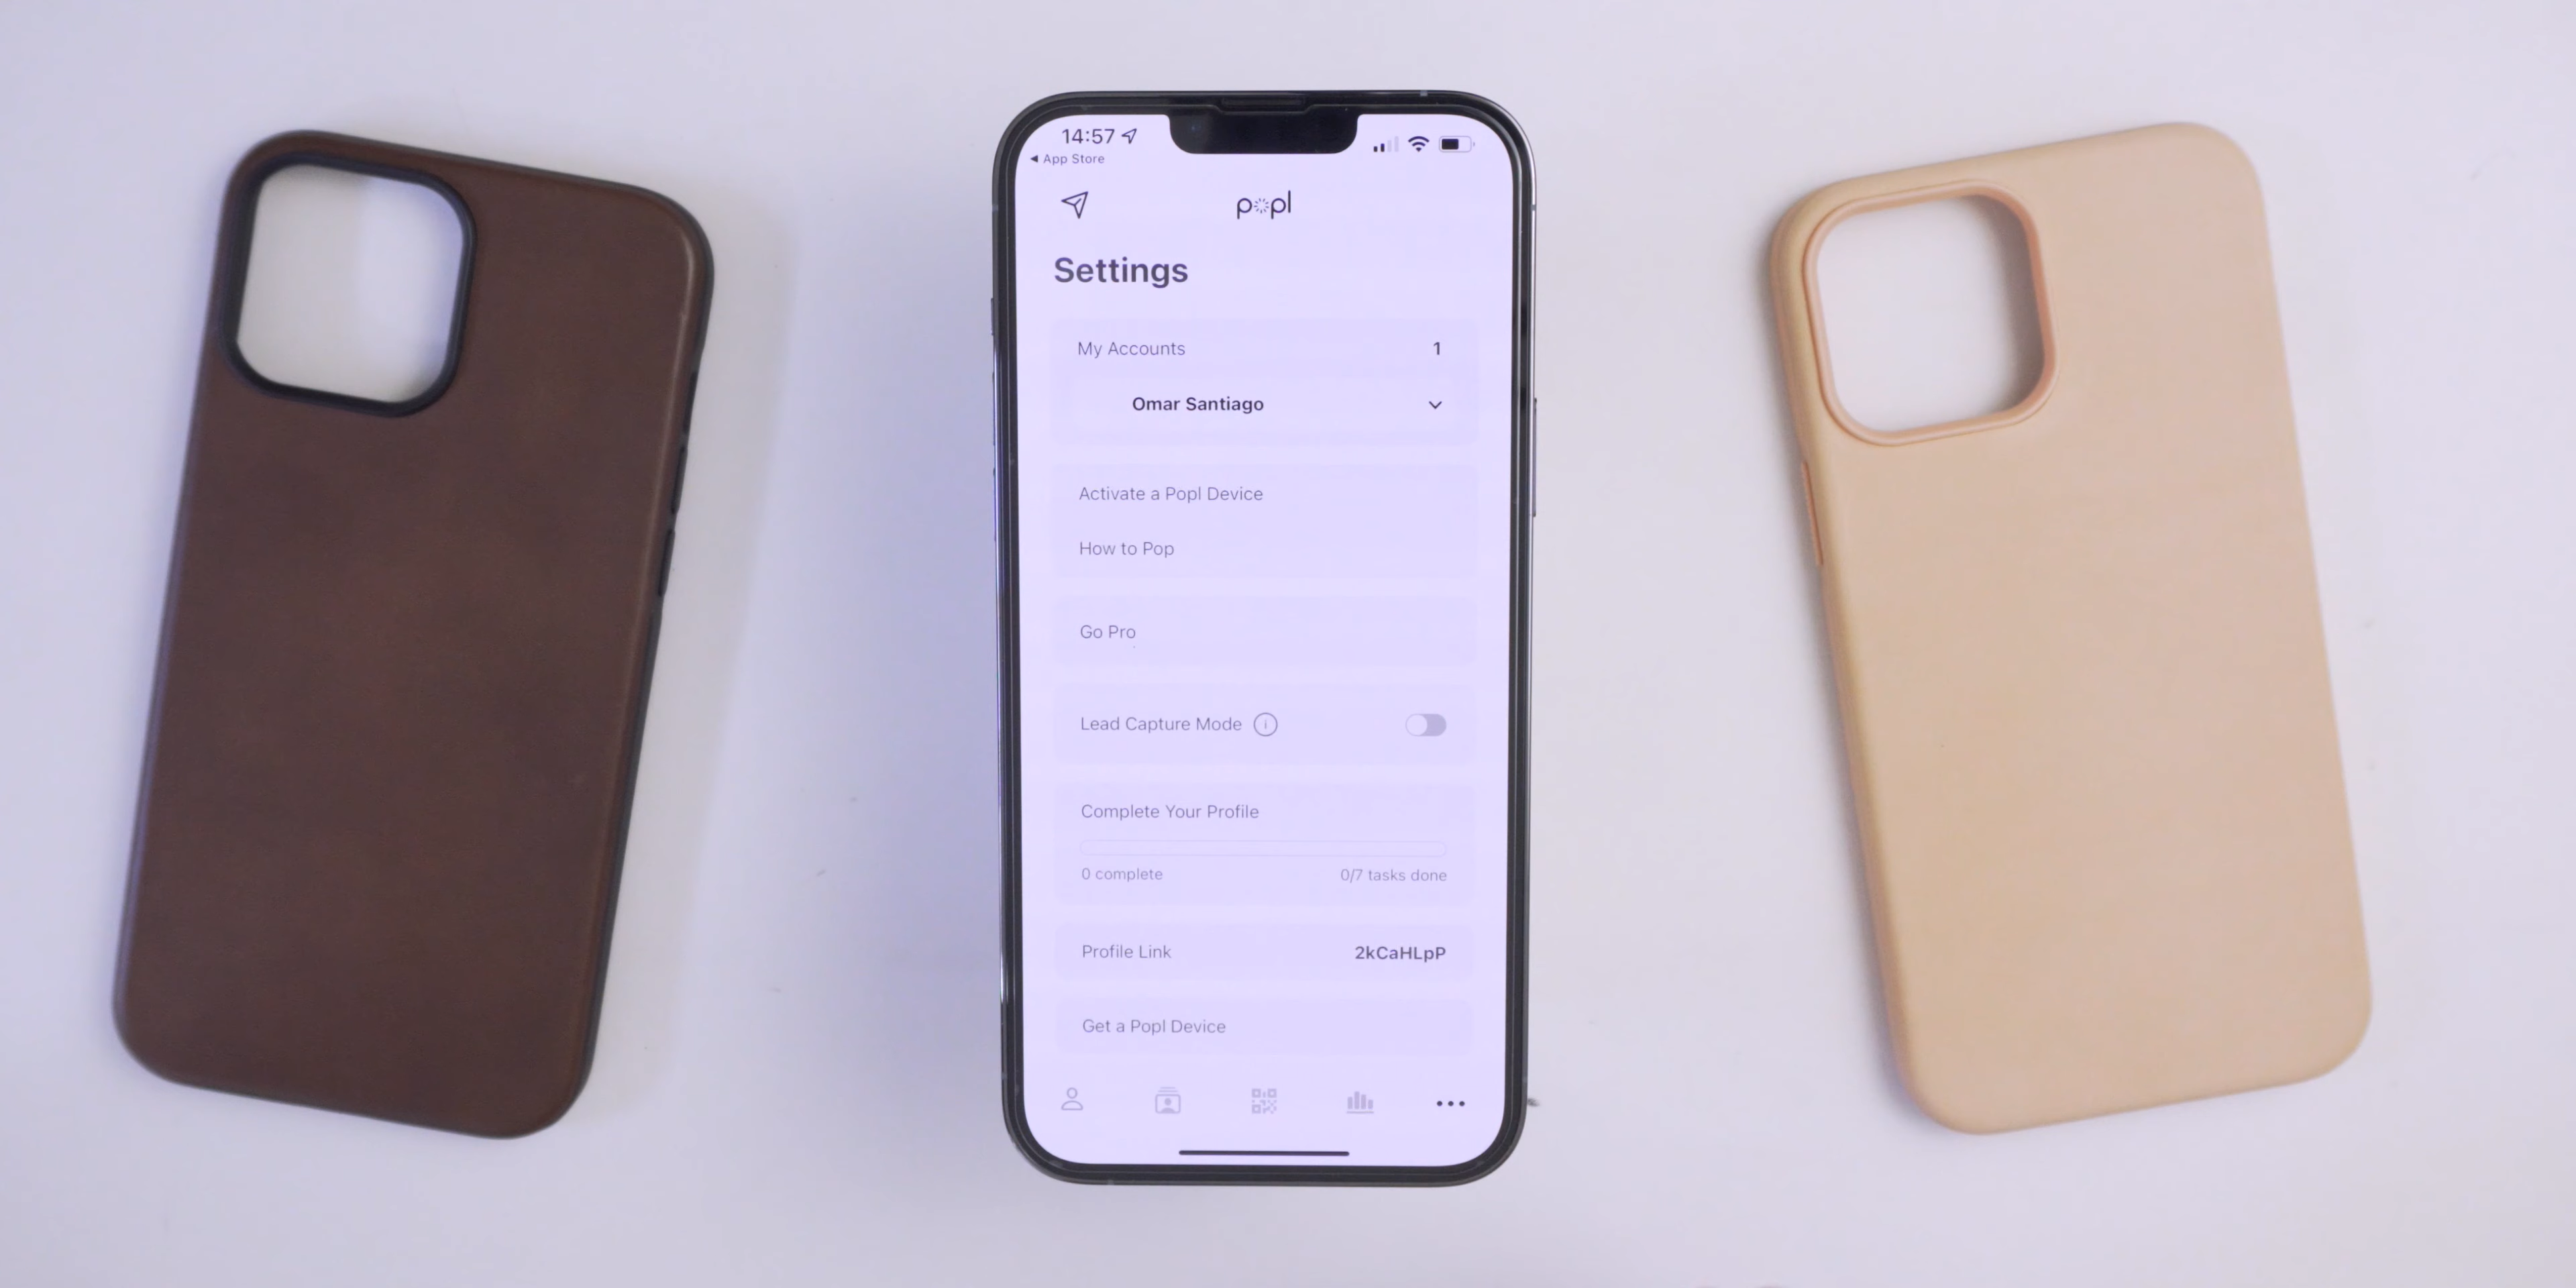 14:57
◀ App Store
popl
Settings
My Accounts 1
Omar Santiago
Activate a Popl Device
How to Pop
Go Pro
Lead Capture Mode i
Complete Your Profile
0 complete 0/7 tasks done
Profile Link 2kCaHLpP
Get a Popl Device